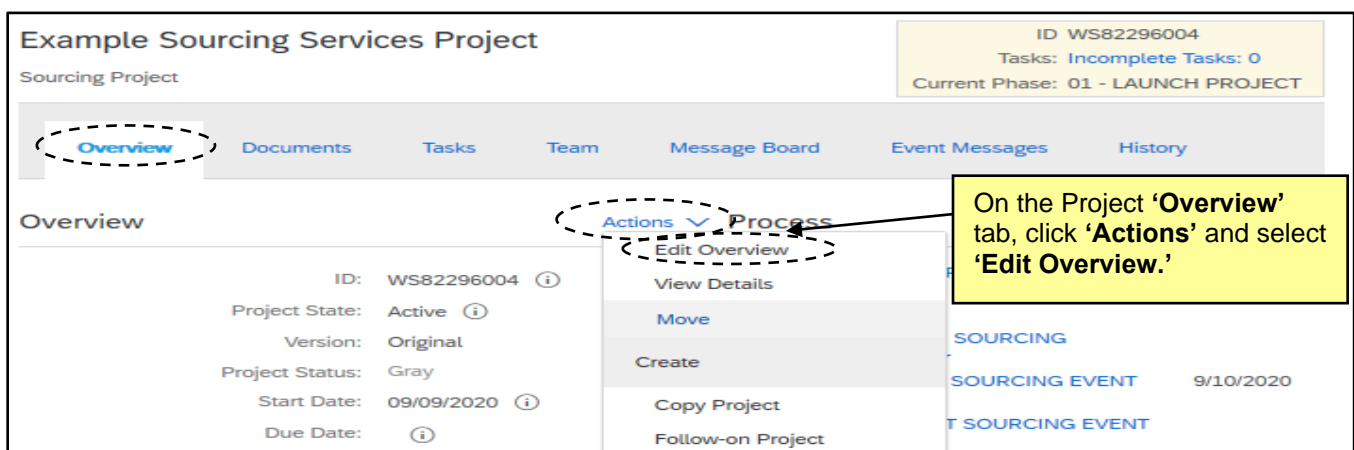 Example Sourcing Services Project
Sourcing Project
ID WS82296004
Tasks: Incomplete Tasks: 0
Current Phase: 01 - LAUNCH PROJECT
Overview Documents Tasks Team Message Board Event Messages History
Overview
Actions
Process
ID: WS82296004
Project State: Active
Version: Original
Project Status: Gray
Start Date: 09/09/2020
Due Date:
Edit Overview
View Details
Move
Create
Copy Project
Follow-on Project
SOURCING
SOURCING EVENT 9/10/2020
SOURCING EVENT
On the Project ‘Overview’
tab, click ‘Actions’ and select
‘Edit Overview.’